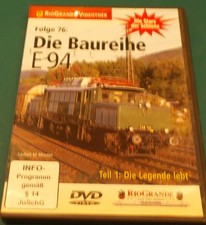 RIOGRANDE-VIDEOTHEK
Die Stars der Schiene
Folge 76:
Die Baureihe
E 94
Teil 1: Die Legende lebt
INFO-
Programm
gemäß
§ 14
JuSchG
DVD
VIDEO
RIOGRANDE